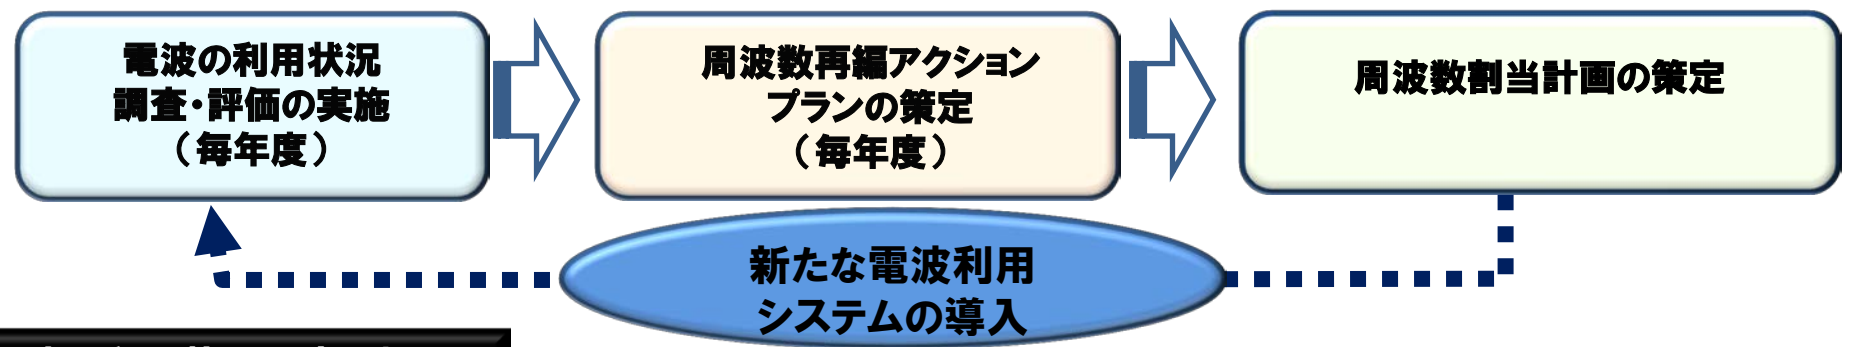 電波の利用状況
調査・評価の実施
（毎年度）
周波数再編アクション
プランの策定
（毎年度）
周波数割当計画の策定
新たな電波利用
システムの導入